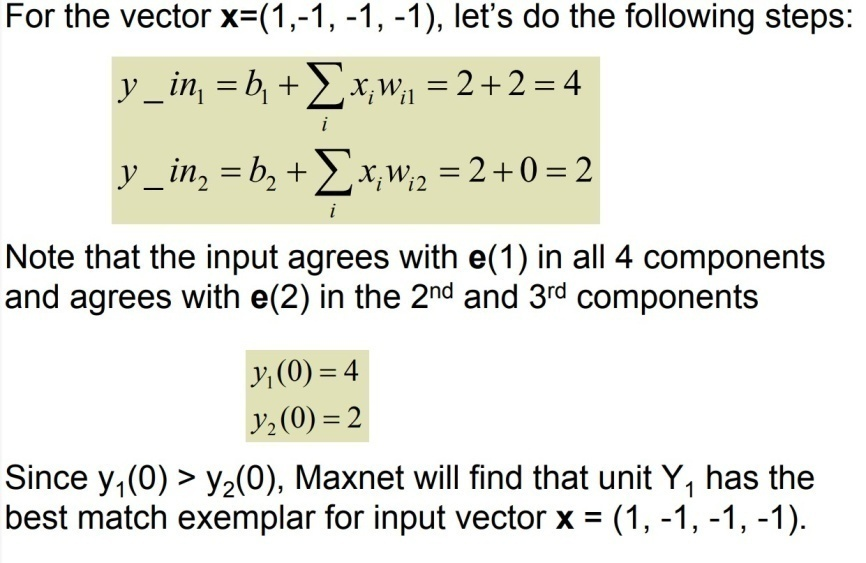 For the vector x=(1,-1, -1, -1), let's do the following steps:
y_in₁ = b₁ + ∑ᵢ xᵢwᵢ₁ = 2 + 2 = 4
y_in₂ = b₂ + ∑ᵢ xᵢwᵢ₂ = 2 + 0 = 2
Note that the input agrees with e(1) in all 4 components
and agrees with e(2) in the 2nd and 3rd components
y₁(0) = 4
y₂(0) = 2
Since y₁(0) > y₂(0), Maxnet will find that unit Y₁ has the
best match exemplar for input vector x = (1, -1, -1, -1).